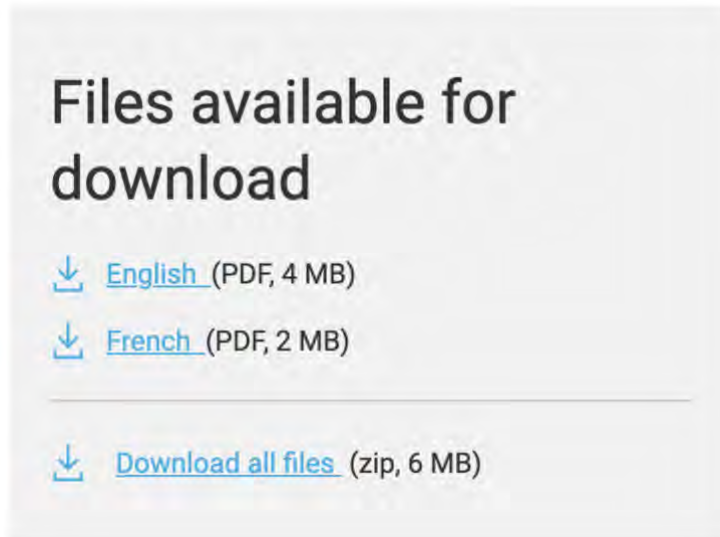 Files available for
download
English (PDF, 4 MB)
French (PDF, 2 MB)
Download all files (zip, 6 MB)